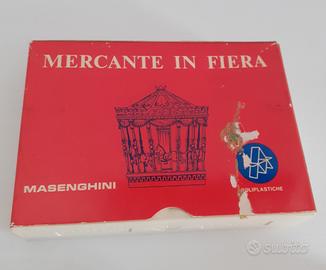 MERCANTE IN FIERA
MASENGHINI
POLIPLASTICHE
subito